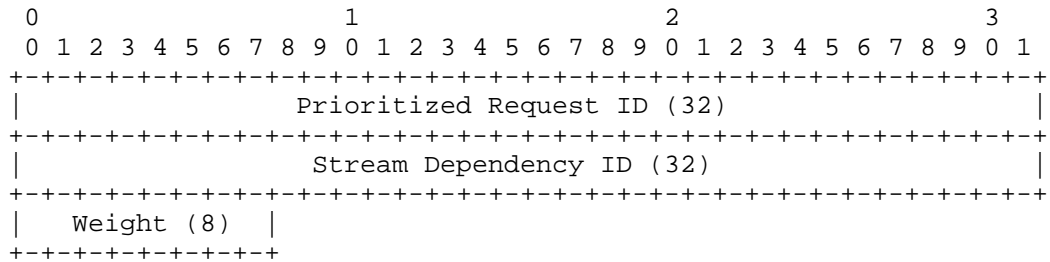 0                   1                   2                   3
 0 1 2 3 4 5 6 7 8 9 0 1 2 3 4 5 6 7 8 9 0 1 2 3 4 5 6 7 8 9 0 1
+-+-+-+-+-+-+-+-+-+-+-+-+-+-+-+-+-+-+-+-+-+-+-+-+-+-+-+-+-+-+-+-+
|                 Prioritized Request ID (32)                   |
+-+-+-+-+-+-+-+-+-+-+-+-+-+-+-+-+-+-+-+-+-+-+-+-+-+-+-+-+-+-+-+-+
|                  Stream Dependency ID (32)                    |
+-+-+-+-+-+-+-+-+-+-+-+-+-+-+-+-+-+-+-+-+-+-+-+-+-+-+-+-+-+-+-+-+
|   Weight (8)  |
+-+-+-+-+-+-+-+-+